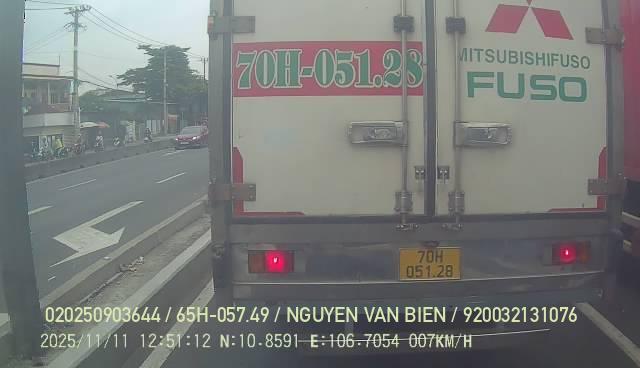 FUSO
70H-051.28
MITSUBISHIFUSO
FUSO
70H
051.28
020250903644 / 65H-057.49 / NGUYEN VAN BIEN / 920032131076
2025/11/11 12:51:12 N:10.8591 E:106.7054 007KM/H